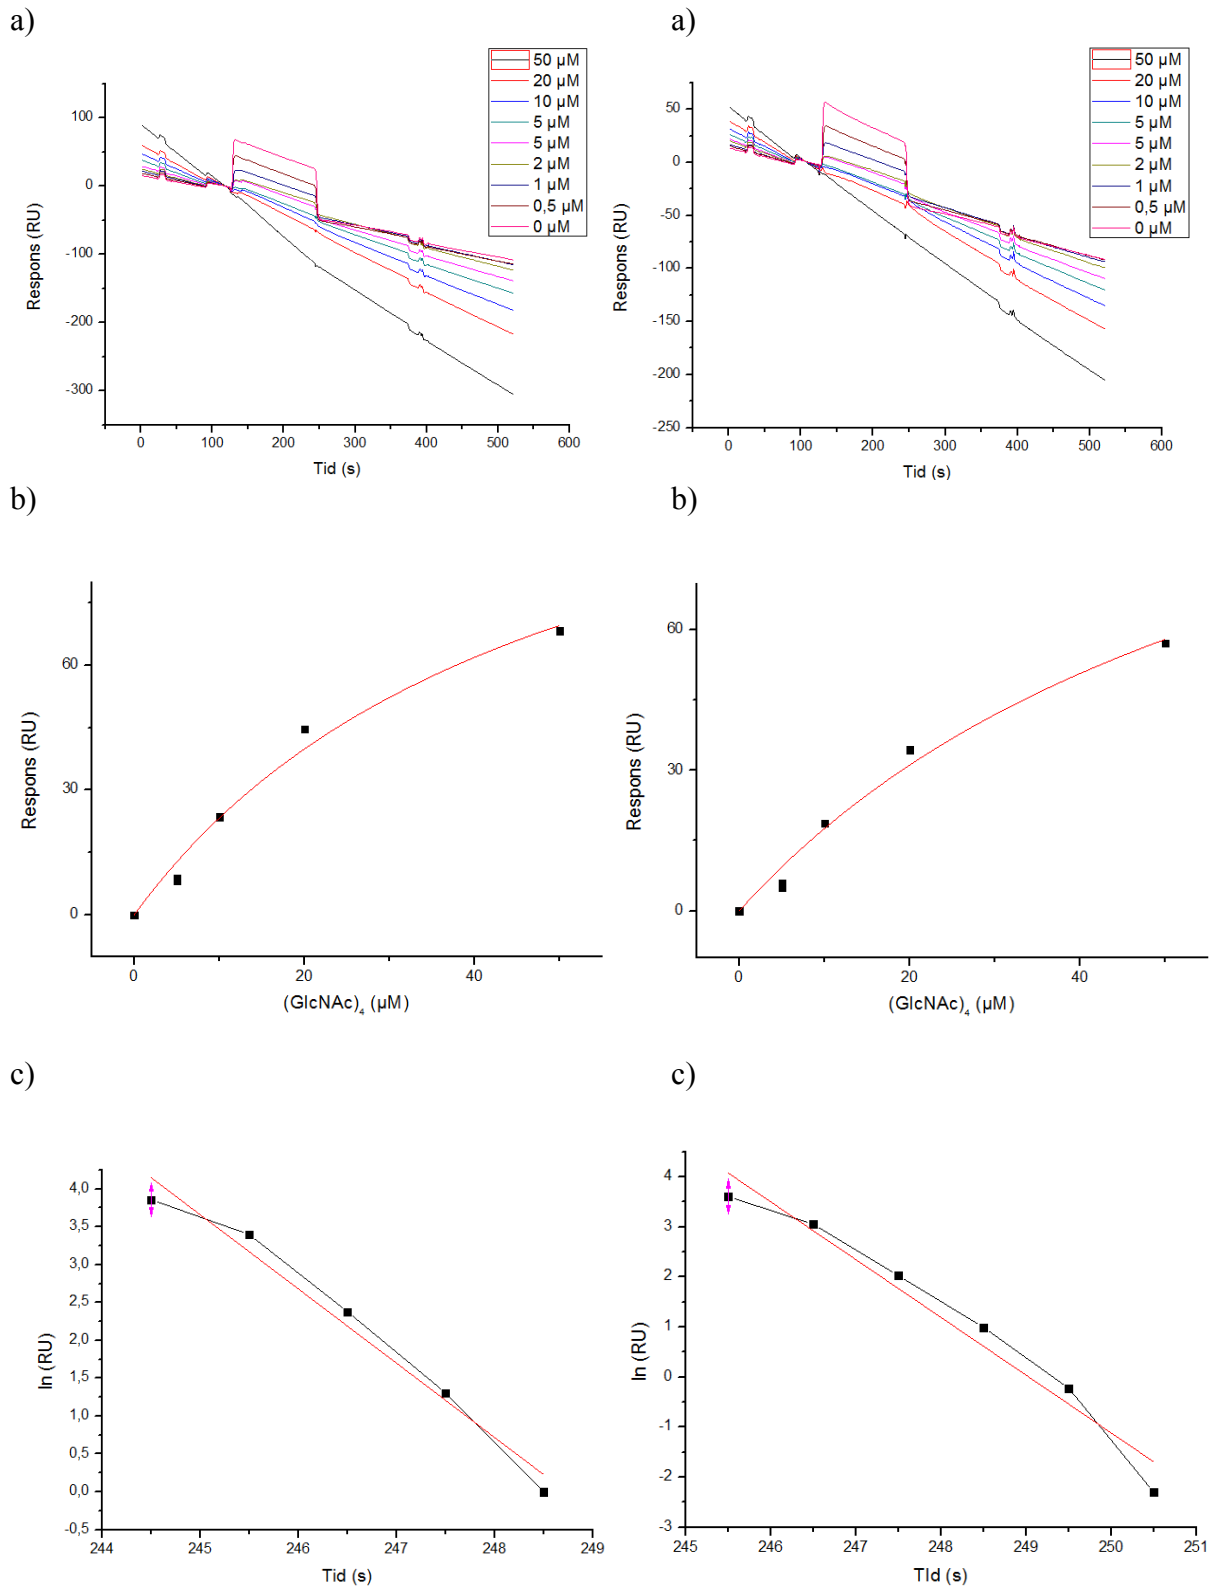 a)
a)
50 µM
20 µM
10 µM
5 µM
5 µM
2 µM
1 µM
0,5 µM
0 µM
100
0
-100
-200
-300
Respons (RU)
0 100 200 300 400 500 600
Tid (s)
50 µM
20 µM
10 µM
5 µM
5 µM
2 µM
1 µM
0,5 µM
0 µM
50
0
-50
-100
-150
-200
-250
Respons (RU)
0 100 200 300 400 500 600
Tid (s)
b)
b)
60
30
0
Respons (RU)
0 20 40
(GlcNAc)4 (µM)
60
30
0
Respons (RU)
0 20 40
(GlcNAc)4 (µM)
c)
c)
4,0
3,5
3,0
2,5
2,0
1,5
1,0
0,5
0,0
-0,5
ln (RU)
244 245 246 247 248 249
Tid (s)
4
3
2
1
0
-1
-2
-3
ln (RU)
245 246 247 248 249 250 251
TId (s)